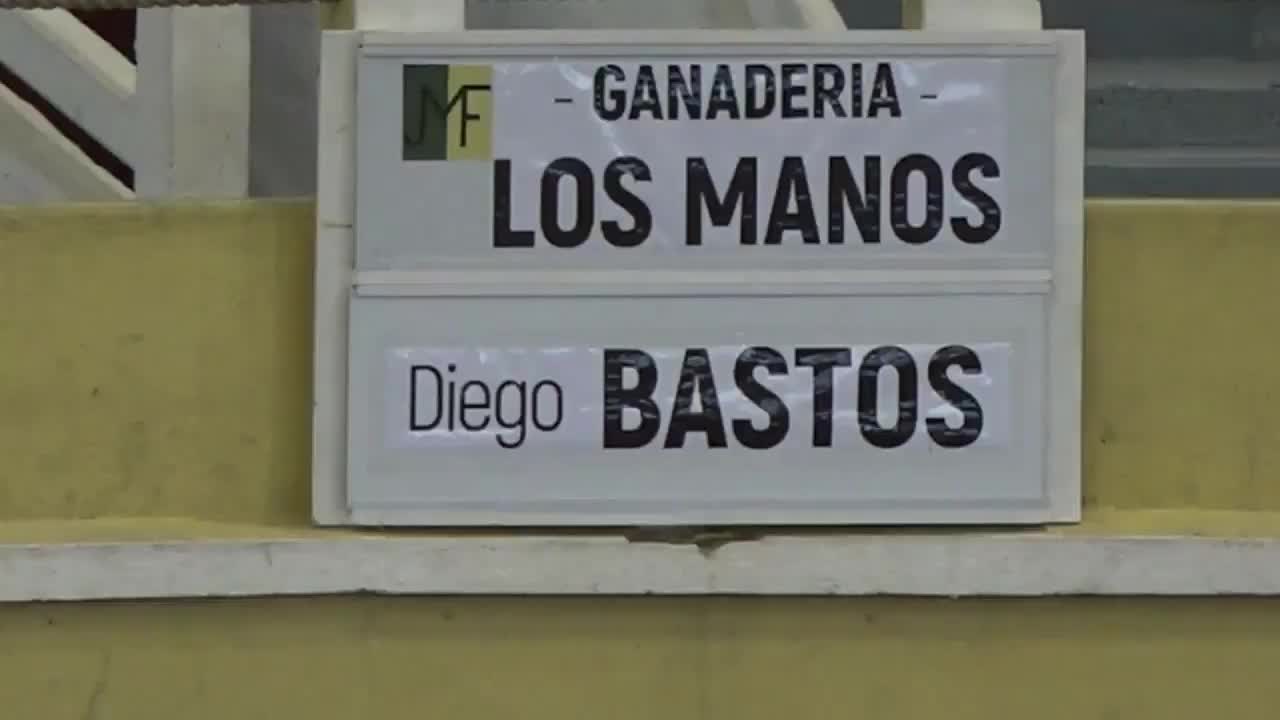 JMF
- GANADERIA -
LOS MANOS
Diego BASTOS